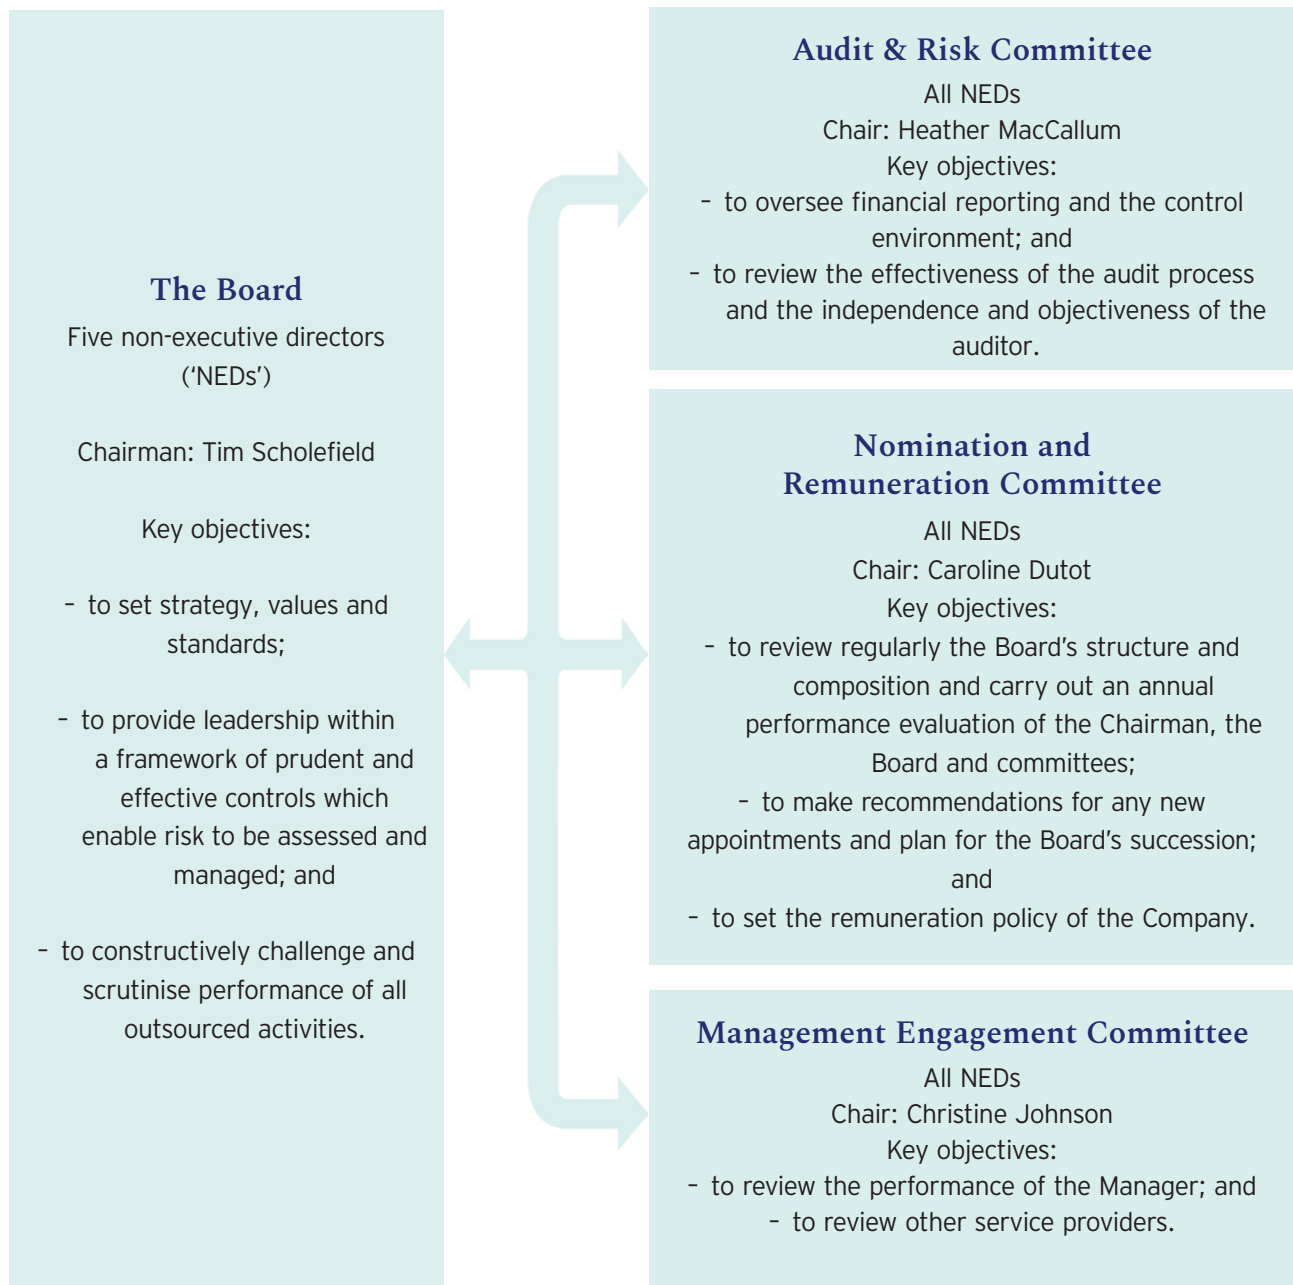 The Board
Five non-executive directors
(‘NEDs’)
Chairman: Tim Scholefield
Key objectives:
– to set strategy, values and
standards;
– to provide leadership within
a framework of prudent and
effective controls which
enable risk to be assessed and
managed; and
– to constructively challenge and
scrutinise performance of all
outsourced activities.
Audit & Risk Committee
All NEDs
Chair: Heather MacCallum
Key objectives:
– to oversee financial reporting and the control
environment; and
– to review the effectiveness of the audit process
and the independence and objectiveness of the
auditor.
Nomination and
Remuneration Committee
All NEDs
Chair: Caroline Dutot
Key objectives:
– to review regularly the Board’s structure and
composition and carry out an annual
performance evaluation of the Chairman, the
Board and committees;
– to make recommendations for any new
appointments and plan for the Board’s succession;
and
– to set the remuneration policy of the Company.
Management Engagement Committee
All NEDs
Chair: Christine Johnson
Key objectives:
– to review the performance of the Manager; and
– to review other service providers.